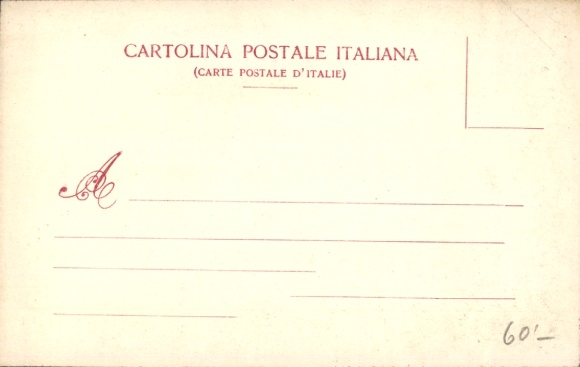 CARTOLINA POSTALE ITALIANA
(CARTE POSTALE D'ITALIE)
A
60'-